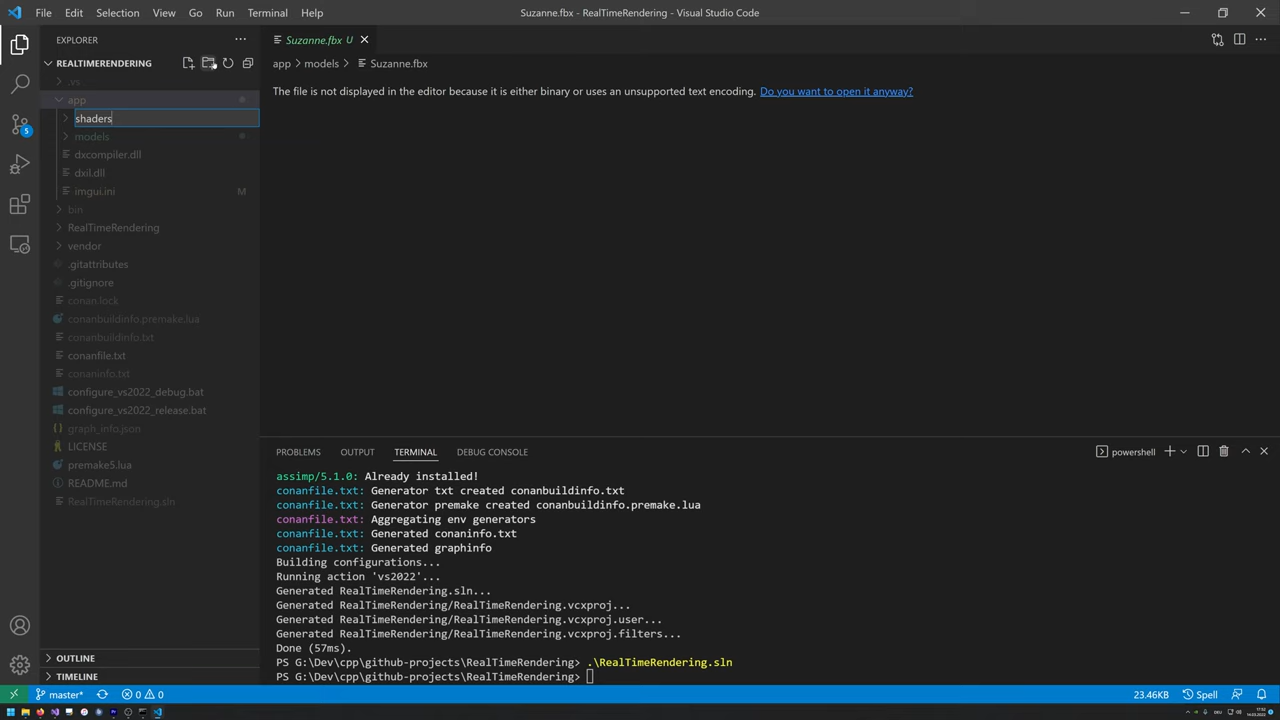 File Edit Selection View Go Run Terminal Help
Suzanne.fbx - RealTimeRendering - Visual Studio Code
EXPLORER
REALTIMERENDERING
.vs
app
shaders
models
dxcompiler.dll
dxil.dll
imgui.ini M
bin
RealTimeRendering
vendor
.gitattributes
.gitignore
conan.lock
conanbuildinfo.premake.lua
conanbuildinfo.txt
conanfile.txt
conaninfo.txt
configure_vs2022_debug.bat
configure_vs2022_release.bat
graph_info.json
LICENSE
premake5.lua
README.md
RealTimeRendering.sln
OUTLINE
TIMELINE
5
Suzanne.fbx U
app > models > Suzanne.fbx
The file is not displayed in the editor because it is either binary or uses an unsupported text encoding. Do you want to open it anyway?
PROBLEMS OUTPUT TERMINAL DEBUG CONSOLE
powershell
assimp/5.1.0: Already installed!
conanfile.txt: Generator txt created conanbuildinfo.txt
conanfile.txt: Generator premake created conanbuildinfo.premake.lua
conanfile.txt: Aggregating env generators
conanfile.txt: Generated conaninfo.txt
conanfile.txt: Generated graphinfo
Building configurations...
Running action 'vs2022'...
Generated RealTimeRendering.sln...
Generated RealTimeRendering/RealTimeRendering.vcxproj...
Generated RealTimeRendering/RealTimeRendering.vcxproj.user...
Generated RealTimeRendering/RealTimeRendering.vcxproj.filters...
Done (57ms).
PS G:\Dev\cpp\github-projects\RealTimeRendering> .\RealTimeRendering.sln
PS G:\Dev\cpp\github-projects\RealTimeRendering>
master* 0 0
23.46KB Spell
DEU
17:52
14.03.2022